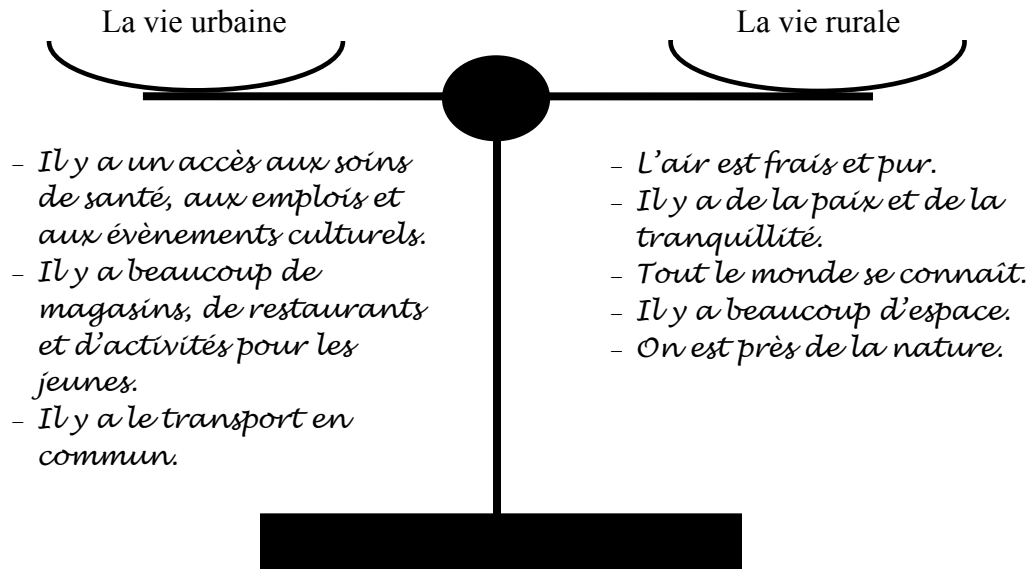 La vie urbaine
– Il y a un accès aux soins
de santé, aux emplois et
aux évènements culturels.
– Il y a beaucoup de
magasins, de restaurants
et d’activités pour les
jeunes.
– Il y a le transport en
commun.
La vie rurale
– L’air est frais et pur.
– Il y a de la paix et de la
tranquillité.
– Tout le monde se connaît.
– Il y a beaucoup d’espace.
– On est près de la nature.